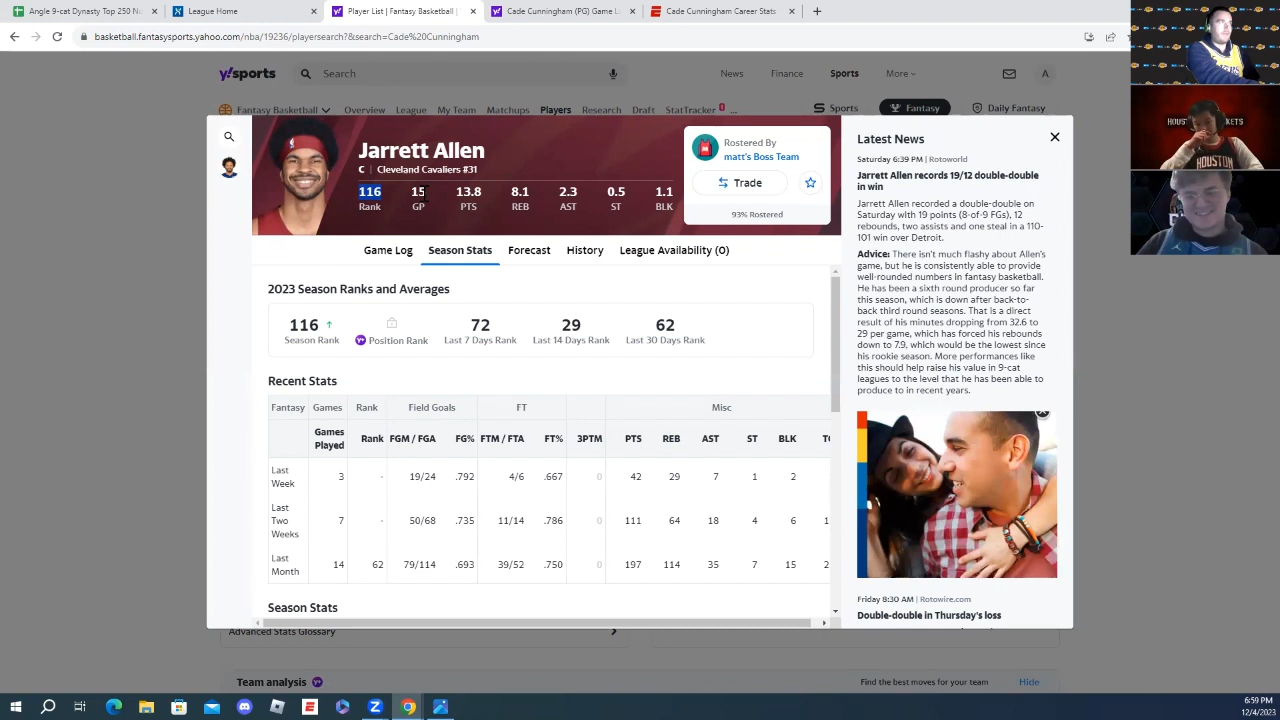 Angle 9-cat Dynasty Top 250 N
League Home
Player List | Fantasy Basketball |
Cade Cunningham (PG) Game L
Cade Cunningham Career Stats
basketball.fantasysports.yahoo.com/nba/19236/playersearch?&search=Cade%20Cunningham
y!sports
Search
News
Finance
Sports
More
A
Fantasy Basketball
Overview
League
My Team
Matchups
Players
Research
Draft
StatTracker
...
Sports
Fantasy
Daily Fantasy
Jarrett Allen
C | Cleveland Cavaliers #31
116 15 13.8 8.1 2.3 0.5 1.1
Rank GP PTS REB AST ST BLK
Rostered By
matt's Boss Team
Trade
93% Rostered
Game Log Season Stats Forecast History League Availability (0)
2023 Season Ranks and Averages
116 72 29 62
Season Rank Position Rank Last 7 Days Rank Last 14 Days Rank Last 30 Days Rank
Recent Stats
Fantasy Games Rank Field Goals FT Misc
Games Played Rank FGM / FGA FG% FTM / FTA FT% 3PTM PTS REB AST ST BLK
Last Week 3 - 19/24 .792 4/6 .667 0 42 29 7 1 2
Last Two Weeks 7 - 50/68 .735 11/14 .786 0 111 64 18 4 6
Last Month 14 62 79/114 .693 39/52 .750 0 197 114 35 7 15
Season Stats
Latest News
Saturday 6:39 PM | Rotoworld
Jarrett Allen records 19/12 double-double
in win
Jarrett Allen recorded a double-double on
Saturday with 19 points (8-of-9 FGs), 12
rebounds, two assists and one steal in a 110-
101 win over Detroit.
Advice: There isn't much flashy about Allen's
game, but he is consistently able to provide
well-rounded numbers in fantasy basketball.
He has been a sixth round producer so far
this season, which is down after back-to-
back third round seasons. That is a direct
result of his minutes dropping from 32.6 to
29 per game, which has forced his rebounds
down to 7.9, which would be the lowest since
his rookie season. More performances like
this should help raise his value in 9-cat
leagues to the level that he has been able to
produce to in recent years.
Friday 8:30 AM | Rotowire.com
Double-double in Thursday's loss
Advanced Stats Glossary
Team analysis
Find the best moves for your team
Hide
HOUSTON
6:59 PM
12/4/2023